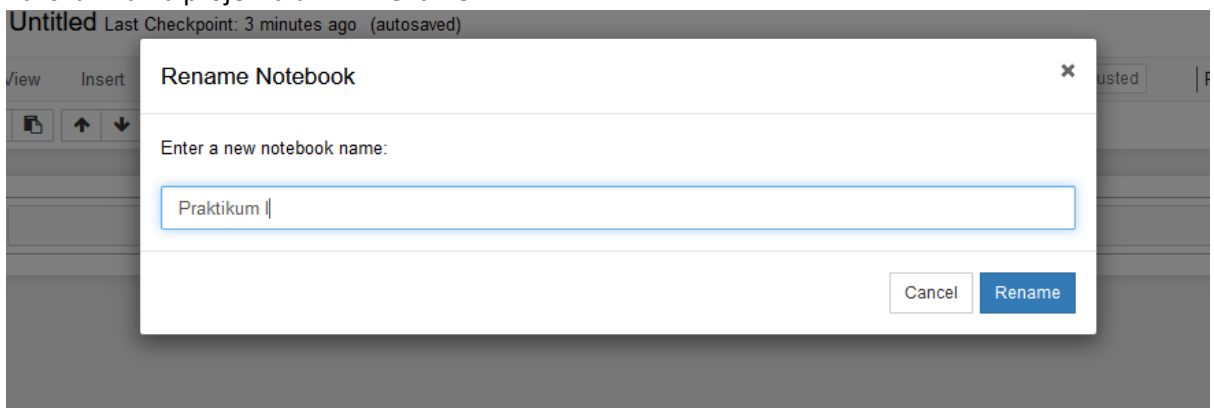 Untitled Last Checkpoint: 3 minutes ago (autosaved)
View Insert
Rename Notebook
usted
Enter a new notebook name:
Praktikum I
Cancel Rename